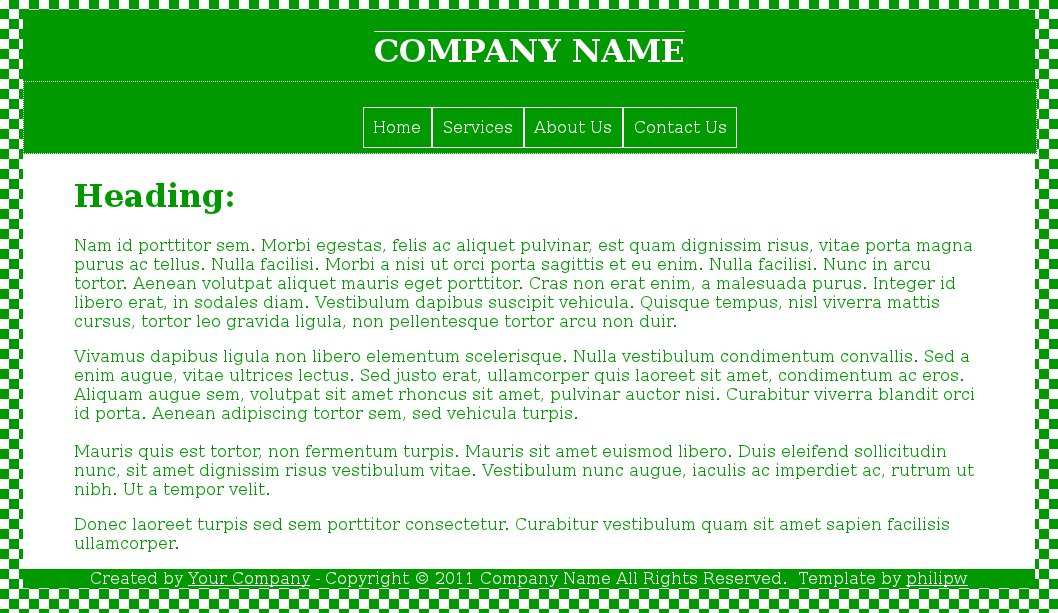 COMPANY NAME
Home Services About Us Contact Us
Heading:
Nam id porttitor sem. Morbi egestas, felis ac aliquet pulvinar, est quam dignissim risus, vitae porta magna
purus ac tellus. Nulla facilisi. Morbi a nisi ut orci porta sagittis et eu enim. Nulla facilisi. Nunc in arcu
tortor. Aenean volutpat aliquet mauris eget porttitor. Cras non erat enim, a malesuada purus. Integer id
libero erat, in sodales diam. Vestibulum dapibus suscipit vehicula. Quisque tempus, nisl viverra mattis
cursus, tortor leo gravida ligula, non pellentesque tortor arcu non duir.
Vivamus dapibus ligula non libero elementum scelerisque. Nulla vestibulum condimentum convallis. Sed a
enim augue, vitae ultrices lectus. Sed justo erat, ullamcorper quis laoreet sit amet, condimentum ac eros.
Aliquam augue sem, volutpat sit amet rhoncus sit amet, pulvinar auctor nisi. Curabitur viverra blandit orci
id porta. Aenean adipiscing tortor sem, sed vehicula turpis.
Mauris quis est tortor, non fermentum turpis. Mauris sit amet euismod libero. Duis eleifend sollicitudin
nunc, sit amet dignissim risus vestibulum vitae. Vestibulum nunc augue, iaculis ac imperdiet ac, rutrum ut
nibh. Ut a tempor velit.
Donec laoreet turpis sed sem porttitor consectetur. Curabitur vestibulum quam sit amet sapien facilisis
ullamcorper.
Created by Your Company - Copyright © 2011 Company Name All Rights Reserved. Template by philipw